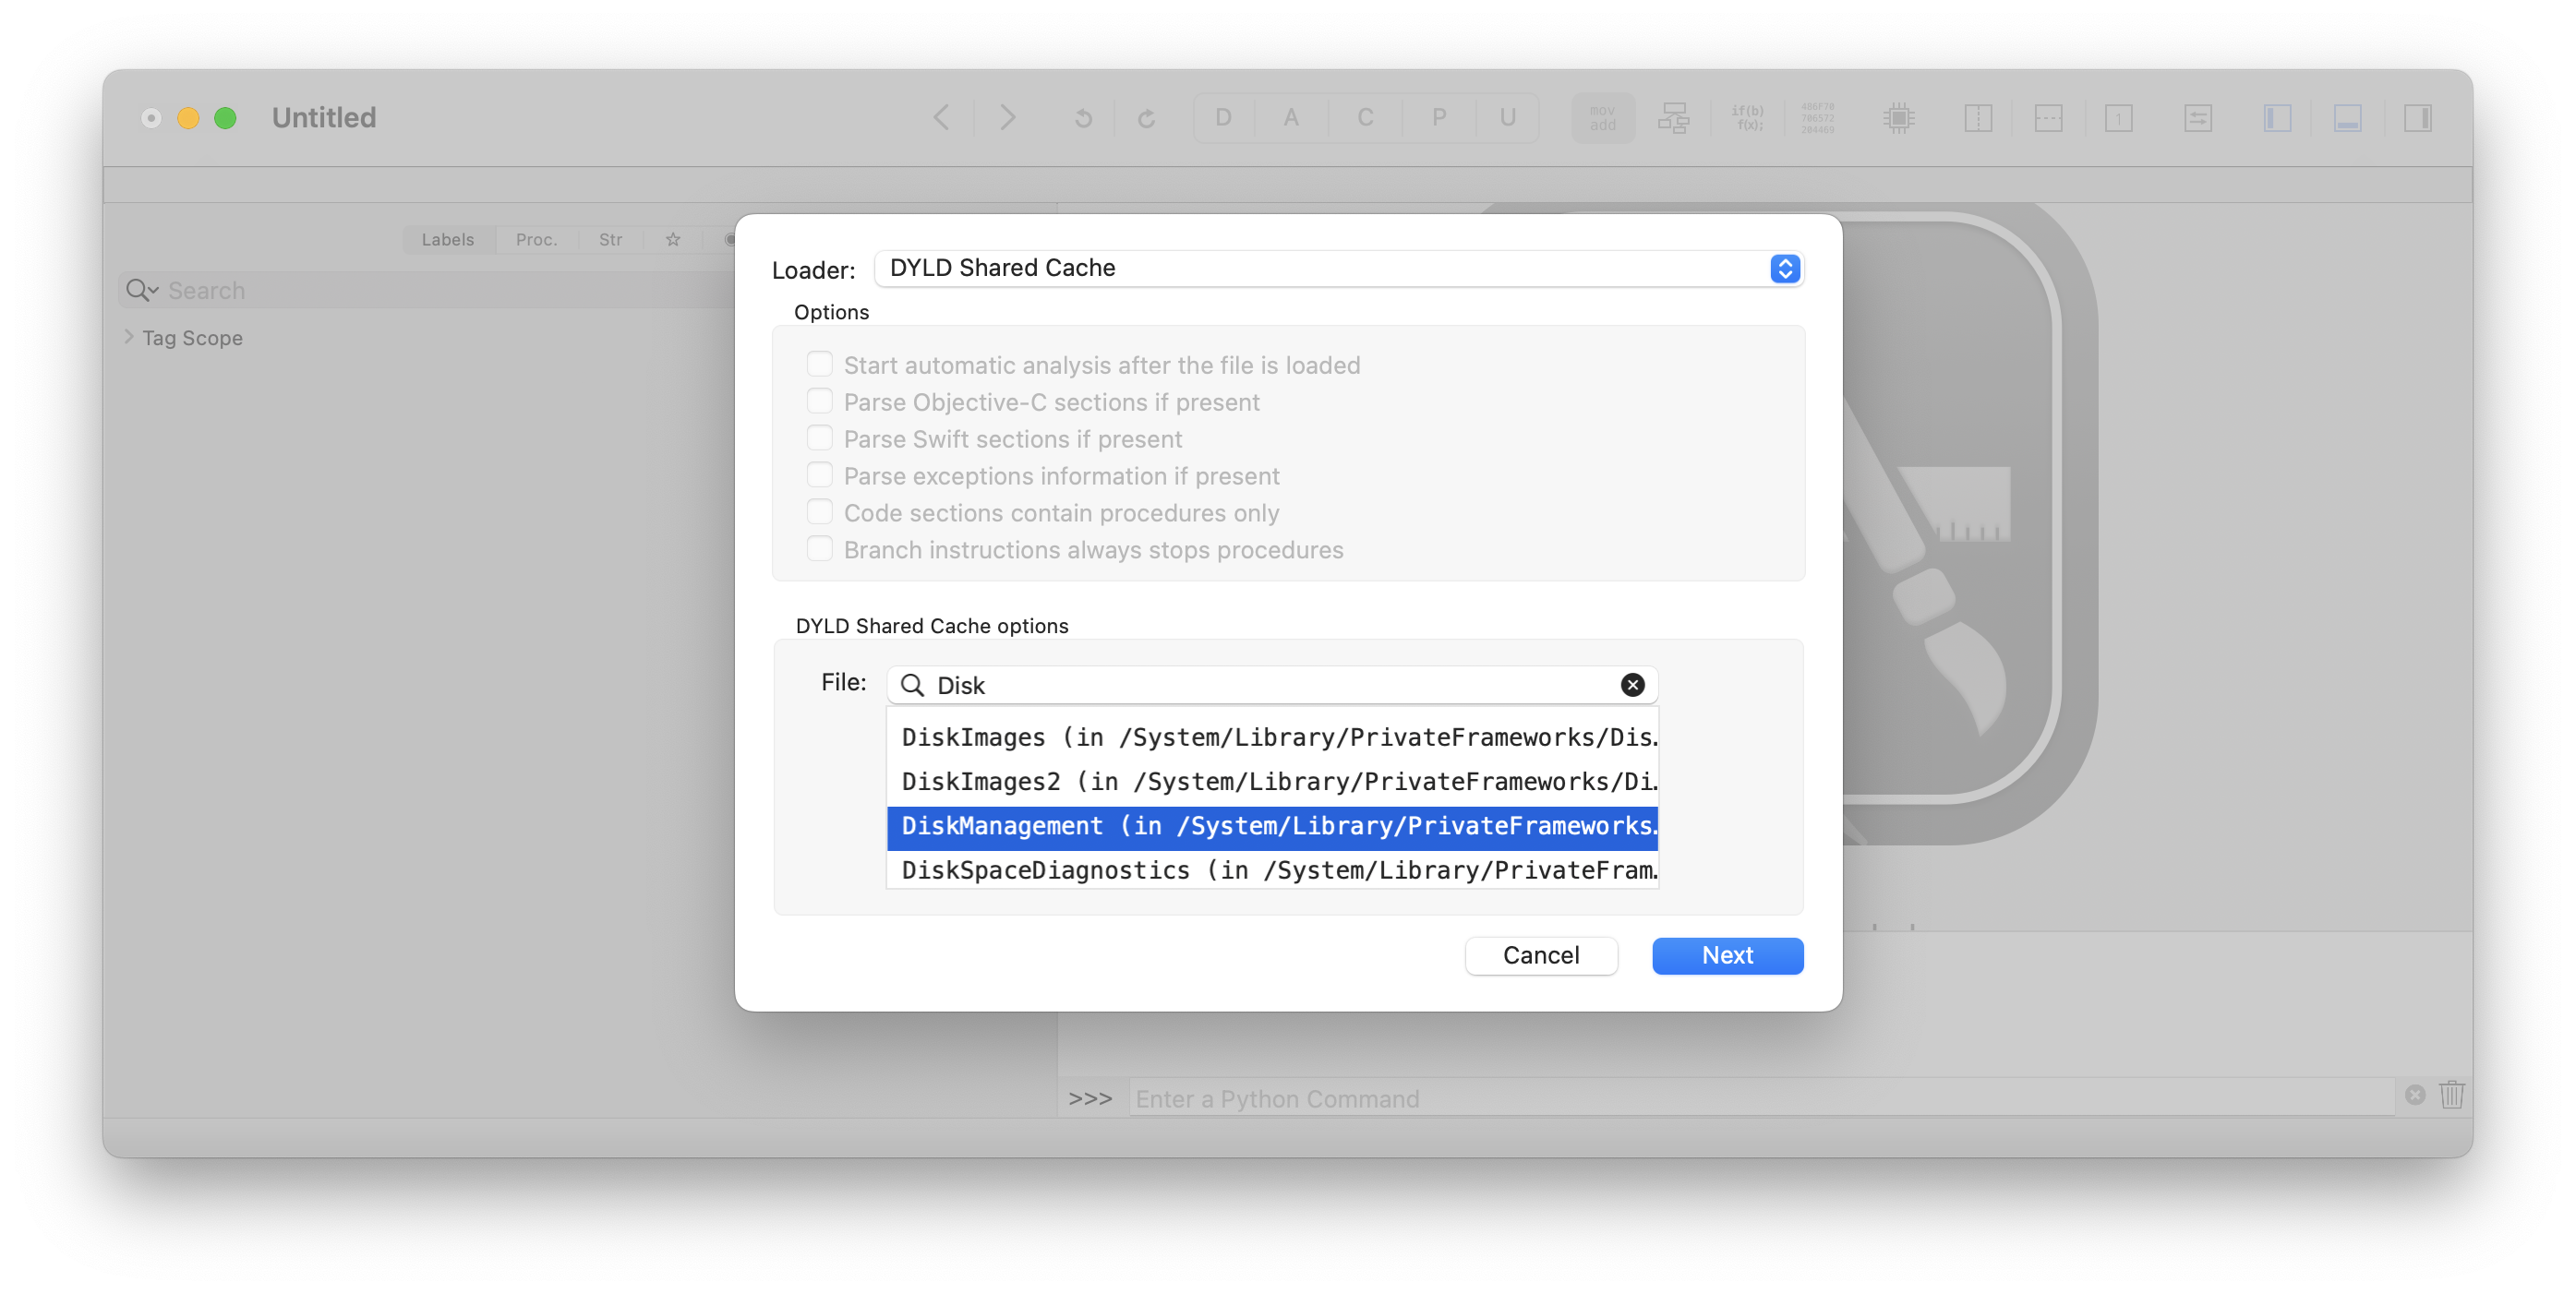 Untitled
D A C P U
mov
add
if(b)
f(x);
486F70
706572
204469
1
Labels Proc. Str
Search
Tag Scope
Loader: DYLD Shared Cache
Options
Start automatic analysis after the file is loaded
Parse Objective-C sections if present
Parse Swift sections if present
Parse exceptions information if present
Code sections contain procedures only
Branch instructions always stops procedures
DYLD Shared Cache options
File: Disk
DiskImages (in /System/Library/PrivateFrameworks/Dis…
DiskImages2 (in /System/Library/PrivateFrameworks/Di…
DiskManagement (in /System/Library/PrivateFrameworks…
DiskSpaceDiagnostics (in /System/Library/PrivateFram…
Cancel Next
>>> Enter a Python Command